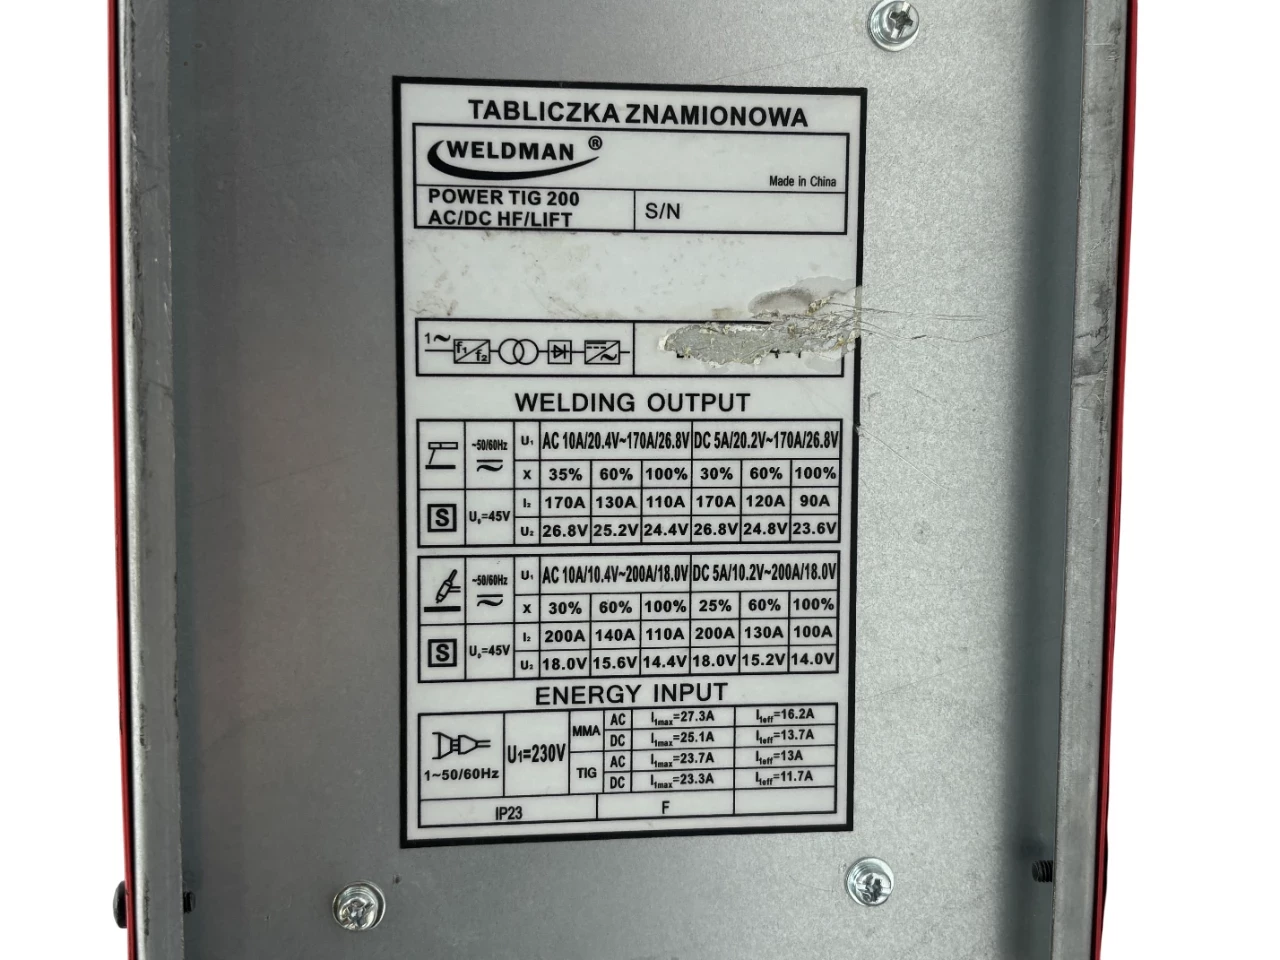 TABLICZKA ZNAMIONOWA
WELDMAN ®
Made in China
POWER TIG 200
AC/DC HF/LIFT
S/N
1~ f₁ f₂
WELDING OUTPUT
~50/60Hz U₁ AC 10A/20.4V~170A/26.8V DC 5A/20.2V~170A/26.8V
X 35% 60% 100% 30% 60% 100%
S U₀=45V I₂ 170A 130A 110A 170A 120A 90A
U₂ 26.8V 25.2V 24.4V 26.8V 24.8V 23.6V
~50/60Hz U₁ AC 10A/10.4V~200A/18.0V DC 5A/10.2V~200A/18.0V
X 30% 60% 100% 25% 60% 100%
S U₀=45V I₂ 200A 140A 110A 200A 130A 100A
U₂ 18.0V 15.6V 14.4V 18.0V 15.2V 14.0V
ENERGY INPUT
1~50/60Hz U₁=230V
MMA AC I₁max=27.3A I₁eff=16.2A
DC I₁max=25.1A I₁eff=13.7A
TIG AC I₁max=23.7A I₁eff=13A
DC I₁max=23.3A I₁eff=11.7A
IP23 F